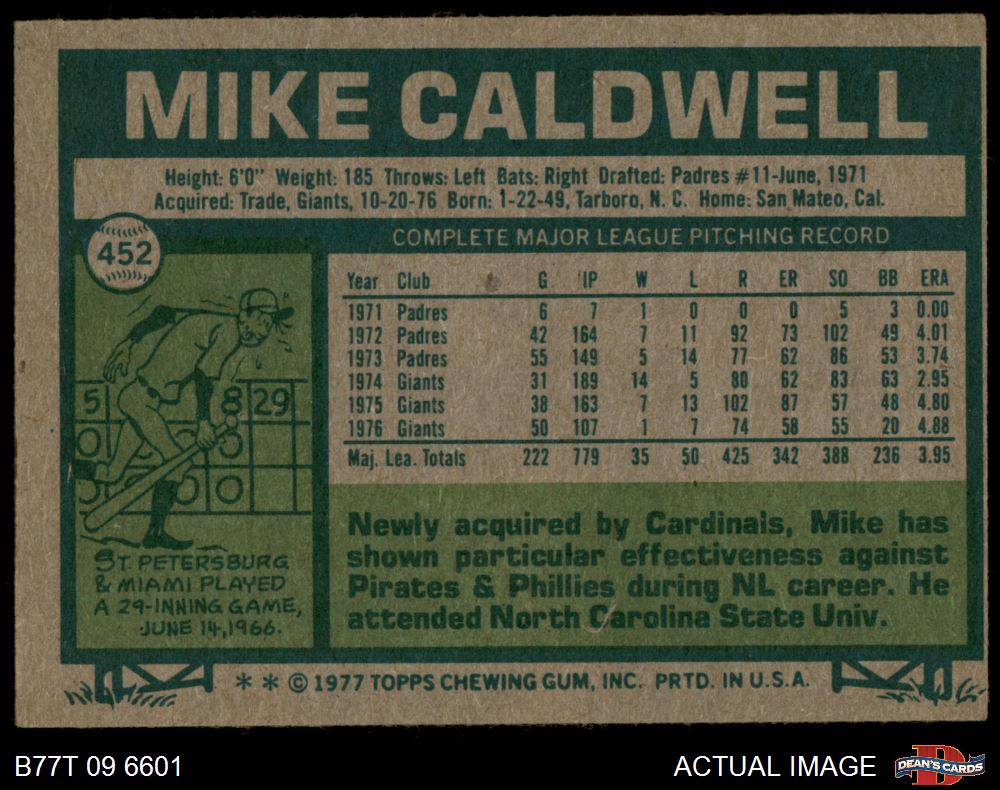 MIKE CALDWELL
Height: 6'0" Weight: 185 Throws: Left Bats: Right Drafted: Padres #11-June, 1971
Acquired: Trade, Giants, 10-20-76 Born: 1-22-49, Tarboro, N. C. Home: San Mateo, Cal.
452
COMPLETE MAJOR LEAGUE PITCHING RECORD
Year Club G IP W L R ER SO BB ERA
1971 Padres 6 7 1 0 0 0 5 3 0.00
1972 Padres 42 164 7 11 92 73 102 49 4.01
1973 Padres 55 149 5 14 77 62 86 53 3.74
1974 Giants 31 189 14 5 80 62 83 63 2.95
1975 Giants 38 163 7 13 102 87 57 48 4.80
1976 Giants 50 107 1 7 74 58 55 20 4.88
Maj. Lea. Totals 222 779 35 50 425 342 388 236 3.95
5 8 29
0 0
0 0 0
ST. PETERSBURG
& MIAMI PLAYED
A 29-INNING GAME,
JUNE 14, 1966.
Newly acquired by Cardinals, Mike has
shown particular effectiveness against
Pirates & Phillies during NL career. He
attended North Carolina State Univ.
* * © 1977 TOPPS CHEWING GUM, INC. PRTD. IN U.S.A.
B77T 09 6601
ACTUAL IMAGE
DEAN'S CARDS